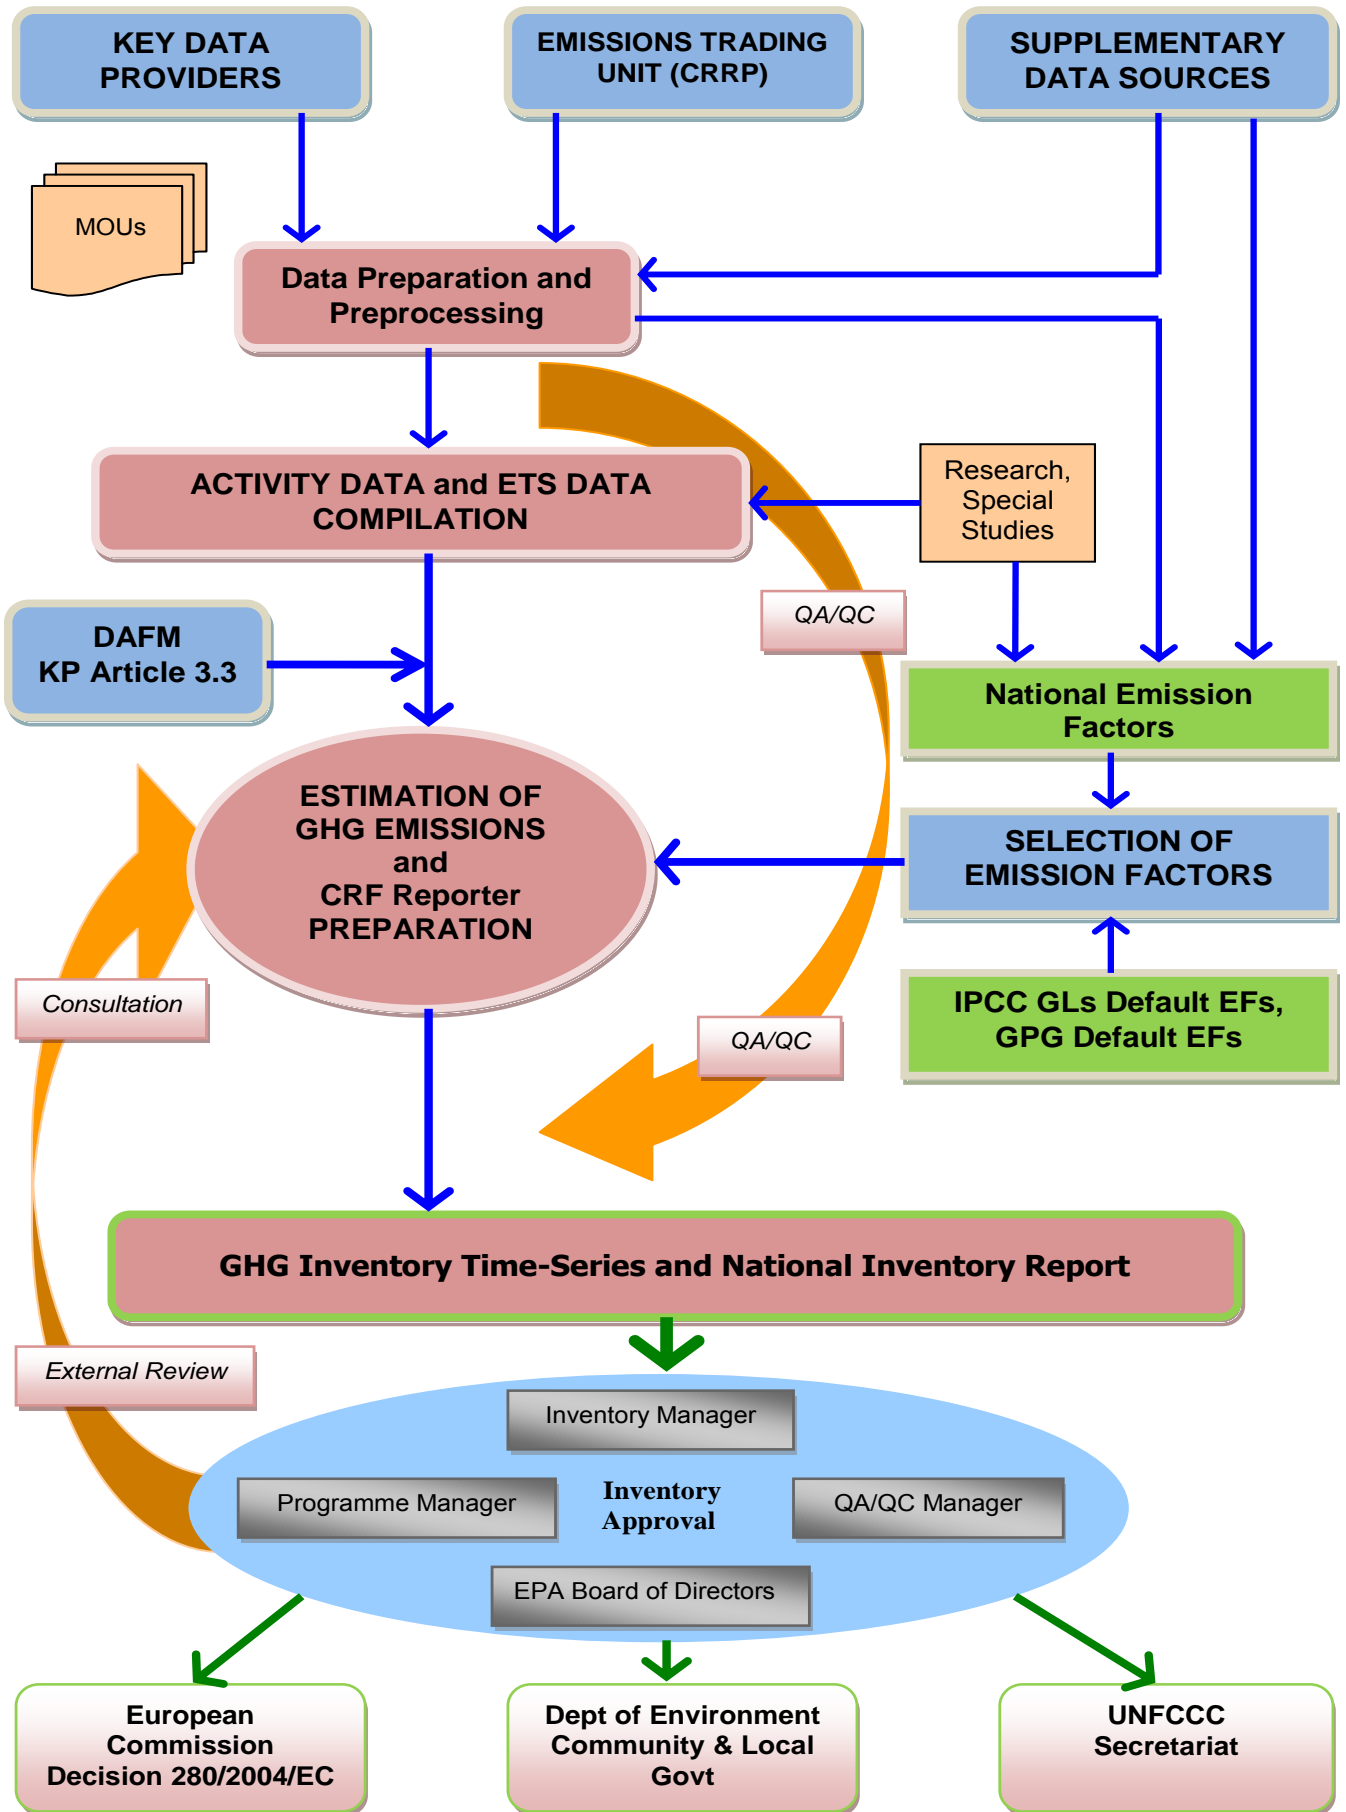 KEY DATA
PROVIDERS
EMISSIONS TRADING
UNIT (CRRP)
SUPPLEMENTARY
DATA SOURCES
MOUs
Data Preparation and
Preprocessing
ACTIVITY DATA and ETS DATA
COMPILATION
Research,
Special
Studies
QA/QC
DAFM
KP Article 3.3
National Emission
Factors
ESTIMATION OF
GHG EMISSIONS
and
CRF Reporter
PREPARATION
SELECTION OF
EMISSION FACTORS
Consultation
QA/QC
IPCC GLs Default EFs,
GPG Default EFs
GHG Inventory Time-Series and National Inventory Report
External Review
Inventory Manager
Programme Manager
Inventory
Approval
QA/QC Manager
EPA Board of Directors
European
Commission
Decision 280/2004/EC
Dept of Environment
Community & Local
Govt
UNFCCC
Secretariat